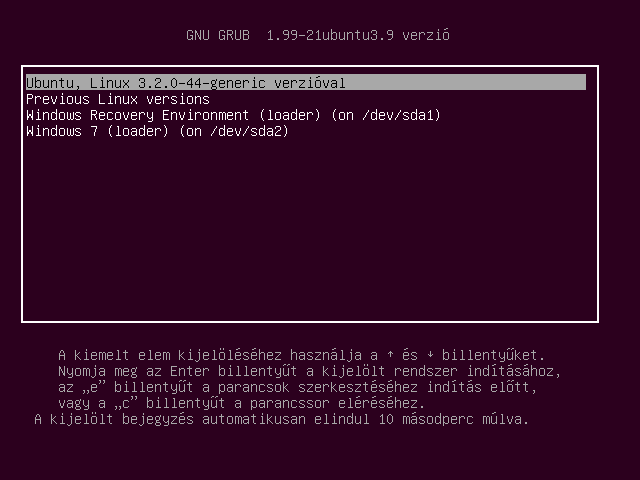 GNU GRUB  1.99-21ubuntu3.9 verzió
Ubuntu, Linux 3.2.0-44-generic verzióval
Previous Linux versions
Windows Recovery Environment (loader) (on /dev/sda1)
Windows 7 (loader) (on /dev/sda2)
A kiemelt elem kijelöléséhez használja a ↑ és ↓ billentyűket.
Nyomja meg az Enter billentyűt a kijelölt rendszer indításához,
az „e” billentyűt a parancsok szerkesztéséhez indítás előtt,
vagy a „c” billentyűt a parancssor eléréséhez.
A kijelölt bejegyzés automatikusan elindul 10 másodperc múlva.